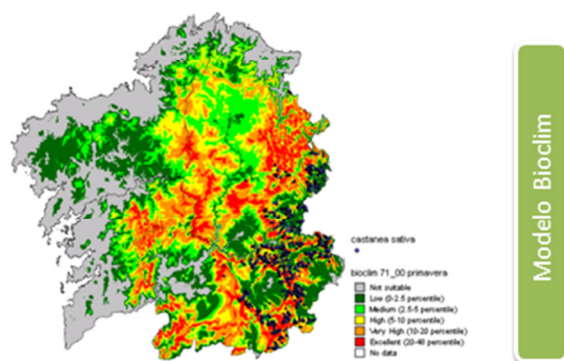 castanea sativa
bioclim 71_00 primavera
Not suitable
Low (0-2.5 percentile)
Medium (2.5-5 percentile)
High (5-10 percentile)
Very High (10-20 percentile)
Excellent (20-40 percentile)
No data
Modelo Bioclim